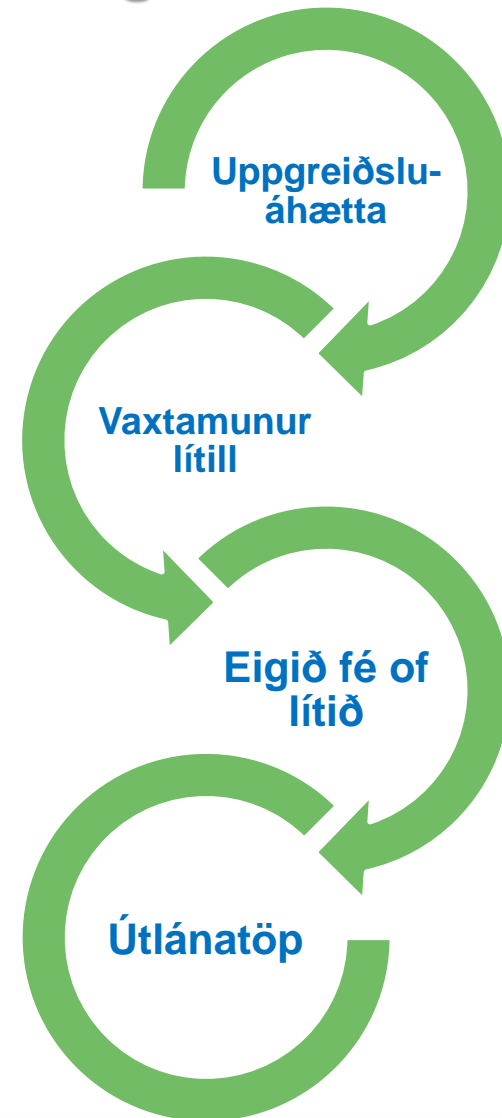 Uppgreiðslu-
áhætta
Vaxtamunur
lítill
Eigið fé of
lítið
Útlánatöp